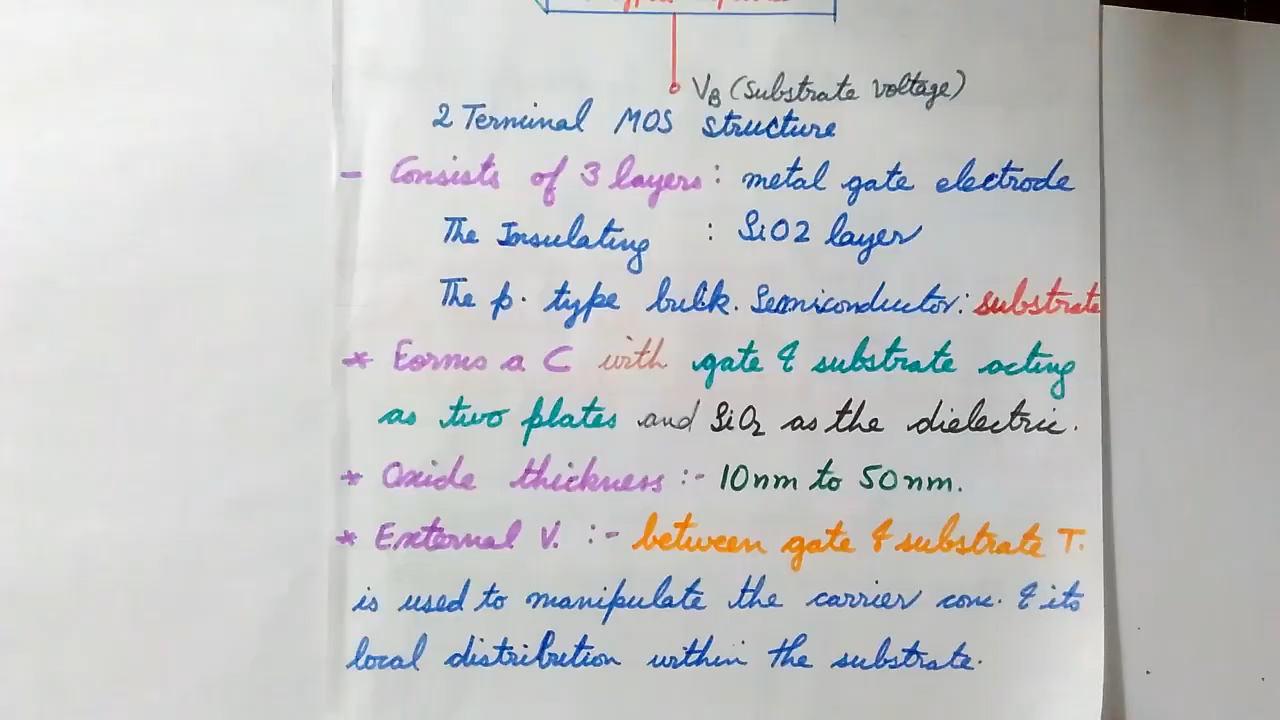 VB (Substrate voltage)
2 Terminal MOS structure
- Consists of 3 layers: metal gate electrode
The Insulating : SiO2 layer
The p. type bulk. Semiconductor: substrate
* Forms a C with gate & substrate acting
as two plates and SiO2 as the dielectric.
* Oxide thickness :- 10nm to 50nm.
* External V. :- between gate & substrate T.
is used to manipulate the carrier conc. & its
local distribution within the substrate.